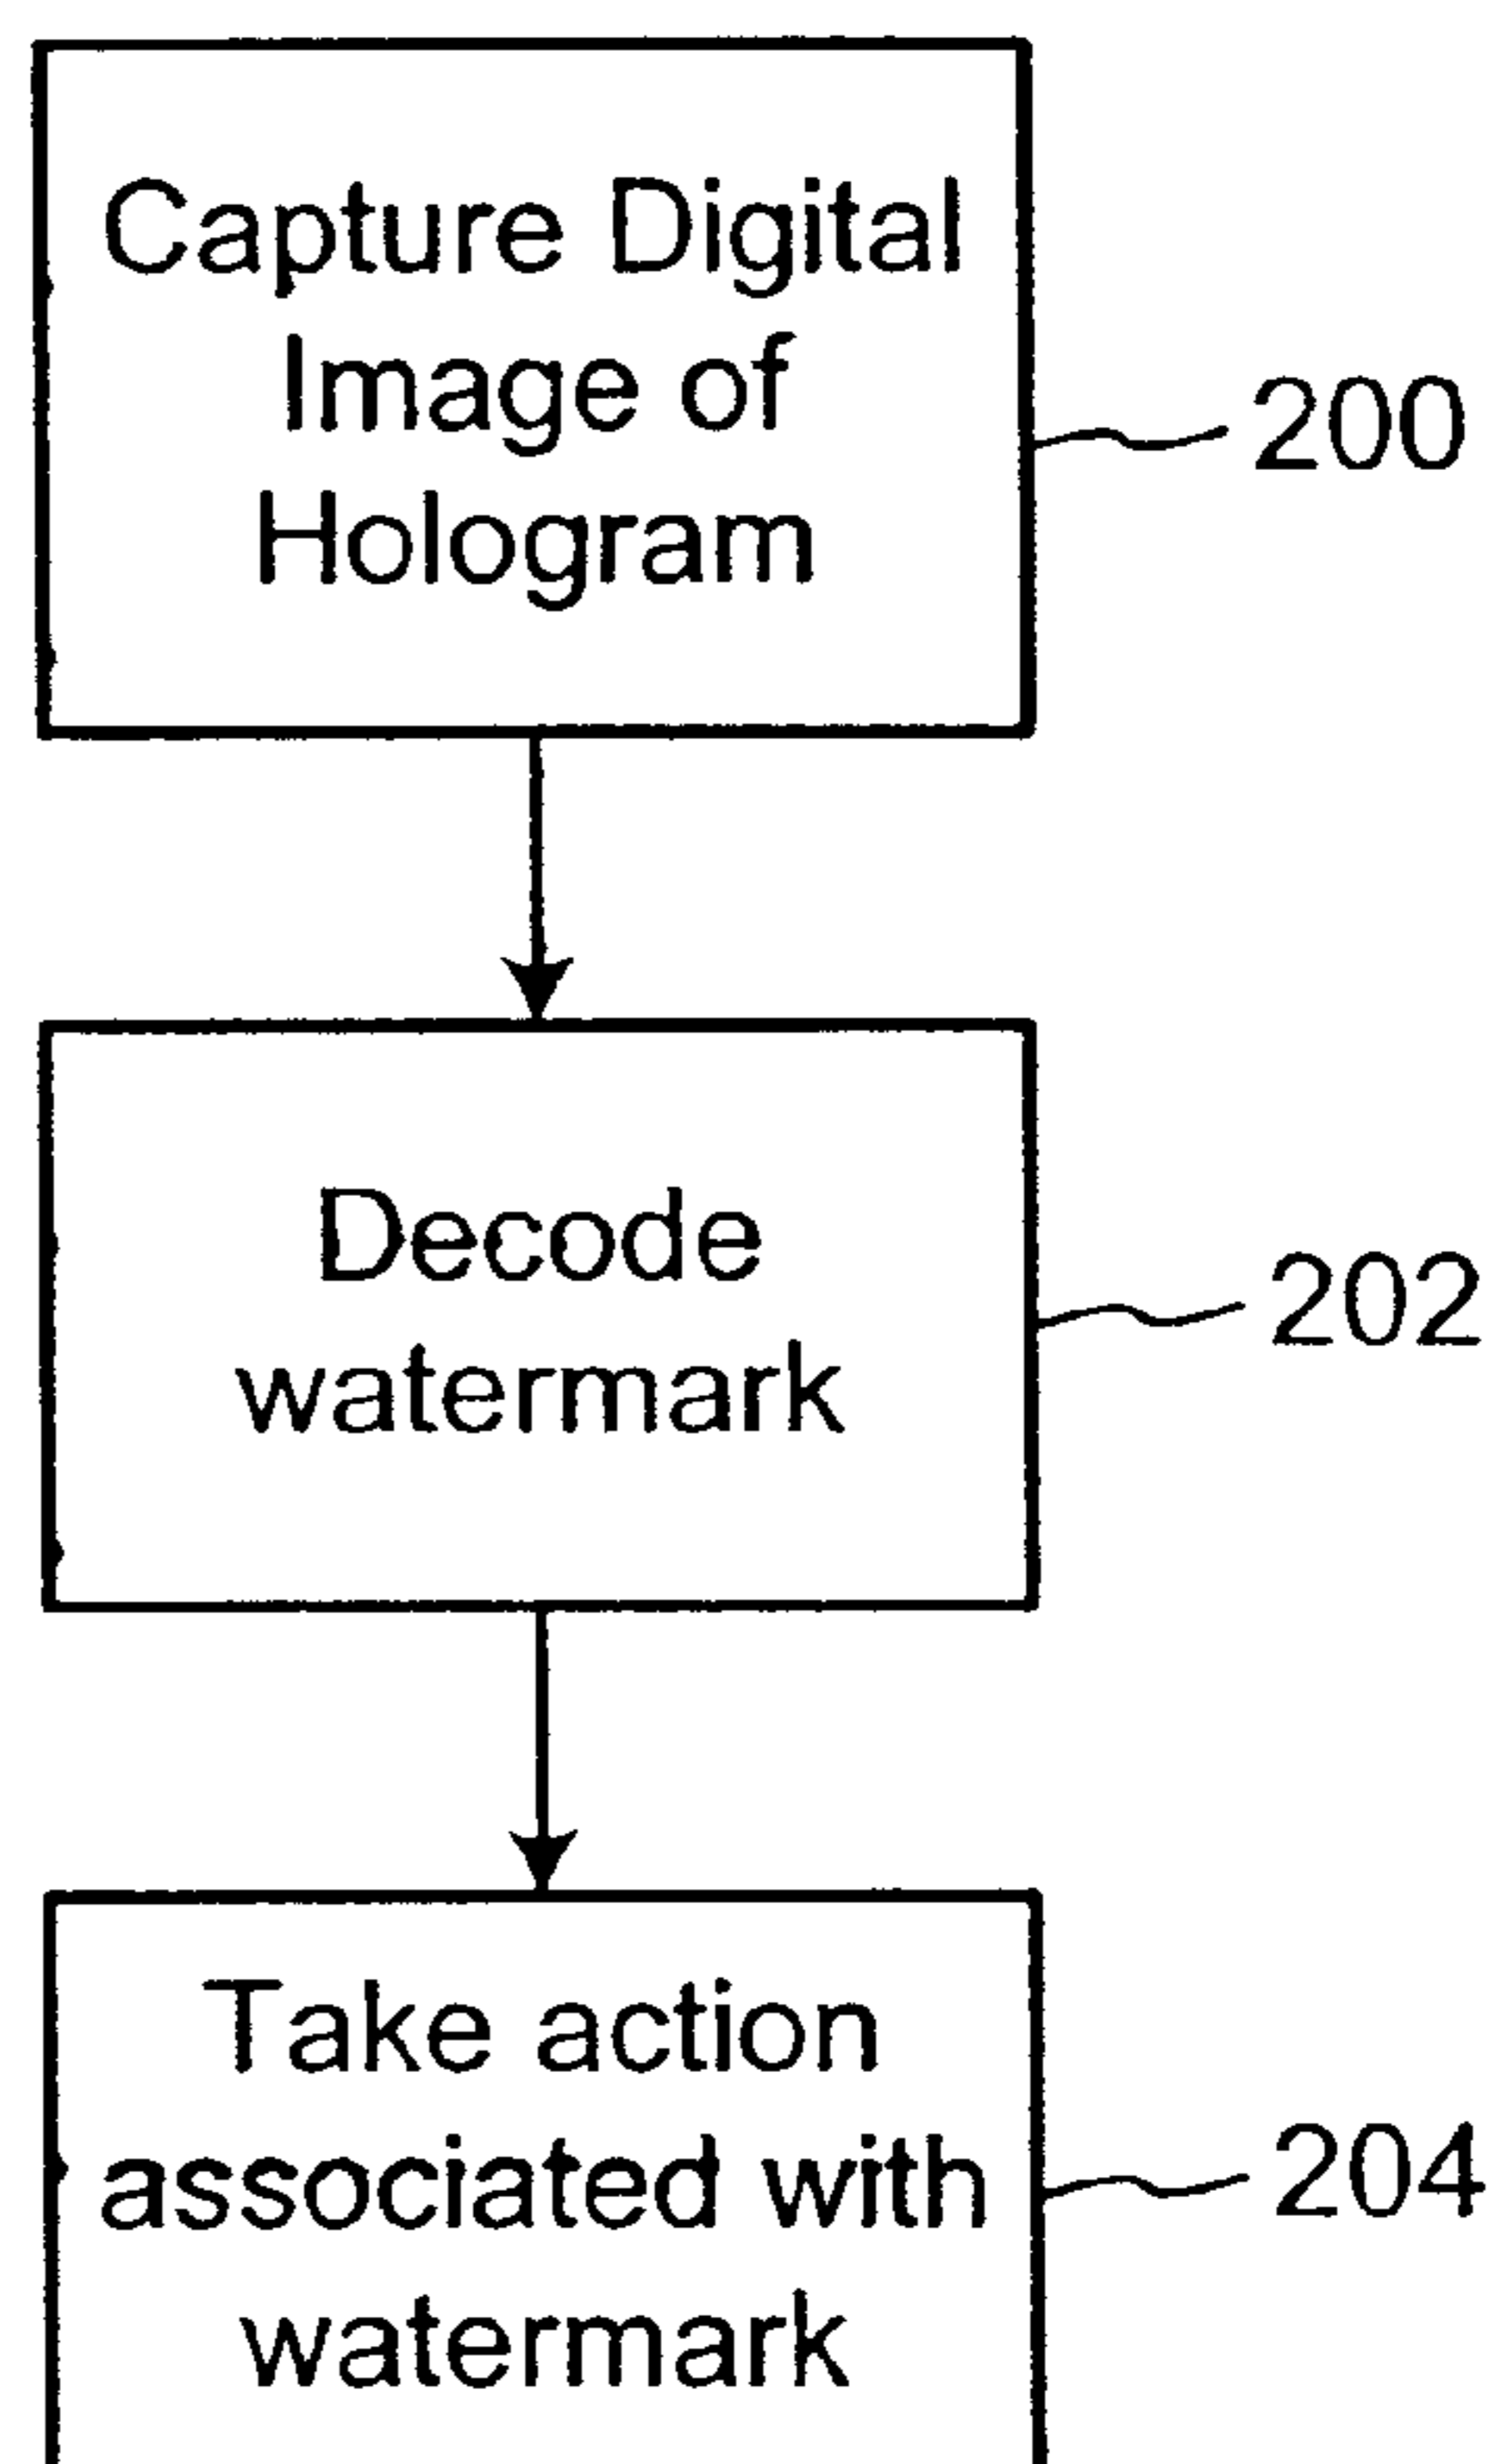 Capture Digital
Image of
Hologram
200
Decode
watermark
202
Take action
associated with
watermark
204